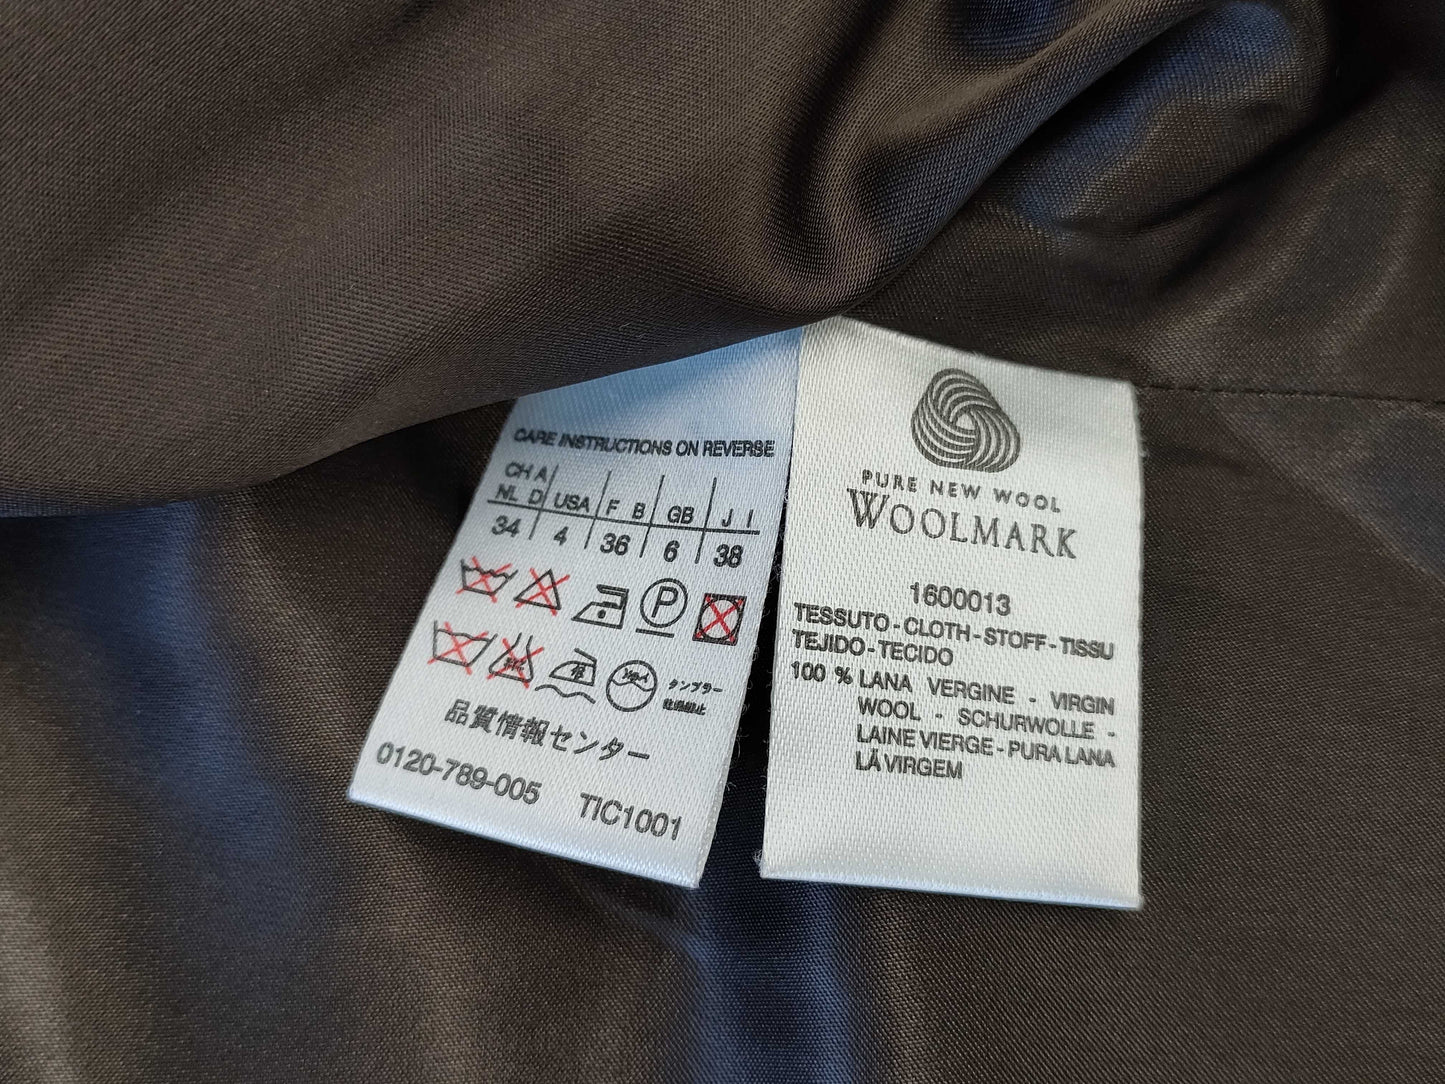 CARE INSTRUCTIONS ON REVERSE
CH A
NL D USA F B GB J I
34 4 36 6 38
P
タンブラー
乾燥禁止
品質情報センター
0120-789-005 TIC1001
PURE NEW WOOL
WOOLMARK
1600013
TESSUTO - CLOTH - STOFF - TISSU
TEJIDO - TECIDO
100 % LANA VERGINE - VIRGIN
WOOL - SCHURWOLLE -
LAINE VIERGE - PURA LANA
LÃ VIRGEM